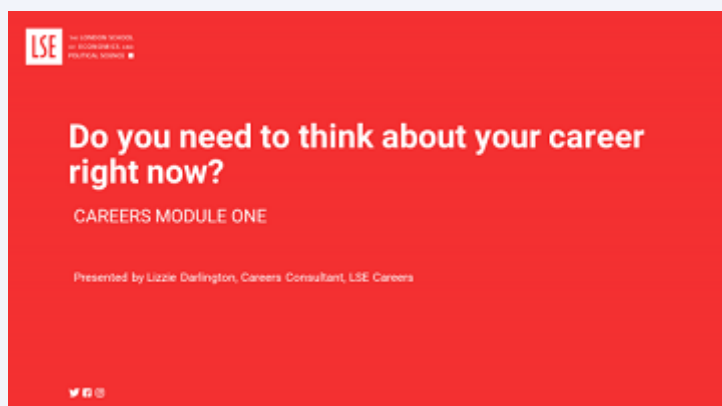 LSE
THE LONDON SCHOOL
OF ECONOMICS AND
POLITICAL SCIENCE
Do you need to think about your career
right now?
CAREERS MODULE ONE
Presented by Lizzie Darlington, Careers Consultant, LSE Careers